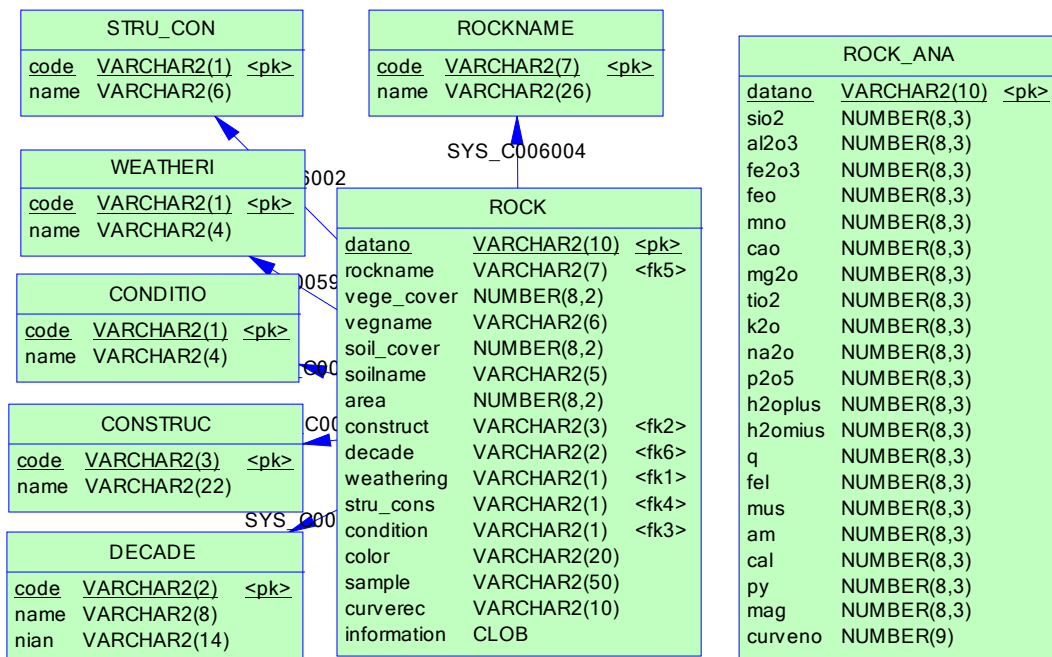 STRU_CON
code VARCHAR2(1) <pk>
name VARCHAR2(6)
ROCKNAME
code VARCHAR2(7) <pk>
name VARCHAR2(26)
SYS_C006004
WEATHERI
code VARCHAR2(1) <pk>
name VARCHAR2(4)
6002
CONDITIO
code VARCHAR2(1) <pk>
name VARCHAR2(4)
0059
_C00
CONSTRUC
code VARCHAR2(3) <pk>
name VARCHAR2(22)
_C00
SYS_C00
DECADE
code VARCHAR2(2) <pk>
name VARCHAR2(8)
nian VARCHAR2(14)
ROCK
datano VARCHAR2(10) <pk>
rockname VARCHAR2(7) <fk5>
vege_cover NUMBER(8,2)
vegname VARCHAR2(6)
soil_cover NUMBER(8,2)
soilname VARCHAR2(5)
area NUMBER(8,2)
construct VARCHAR2(3) <fk2>
decade VARCHAR2(2) <fk6>
weathering VARCHAR2(1) <fk1>
stru_cons VARCHAR2(1) <fk4>
condition VARCHAR2(1) <fk3>
color VARCHAR2(20)
sample VARCHAR2(50)
curverec VARCHAR2(10)
information CLOB
ROCK_ANA
datano VARCHAR2(10) <pk>
sio2 NUMBER(8,3)
al2o3 NUMBER(8,3)
fe2o3 NUMBER(8,3)
feo NUMBER(8,3)
mno NUMBER(8,3)
cao NUMBER(8,3)
mg2o NUMBER(8,3)
tio2 NUMBER(8,3)
k2o NUMBER(8,3)
na2o NUMBER(8,3)
p2o5 NUMBER(8,3)
h2oplus NUMBER(8,3)
h2omius NUMBER(8,3)
q NUMBER(8,3)
fel NUMBER(8,3)
mus NUMBER(8,3)
am NUMBER(8,3)
cal NUMBER(8,3)
py NUMBER(8,3)
mag NUMBER(8,3)
curveno NUMBER(9)